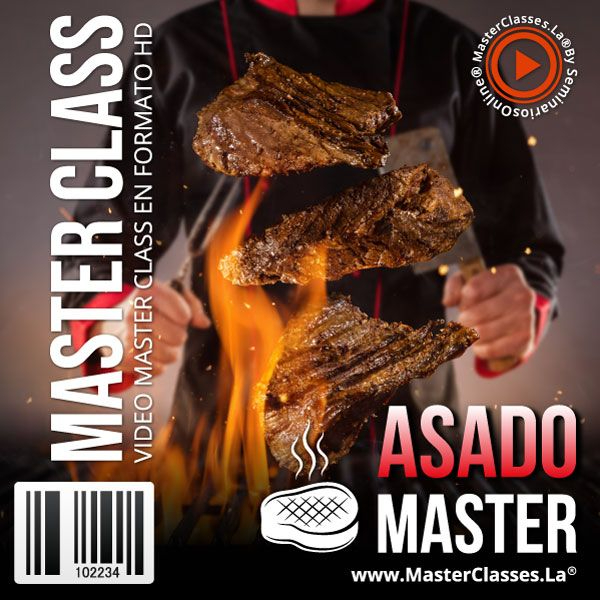 MASTER CLASS
VIDEO MASTER CLASS EN FORMATO HD
MasterClasses.La® By SeminariosOnline®
ASADO
MASTER
102234
www.MasterClasses.La®